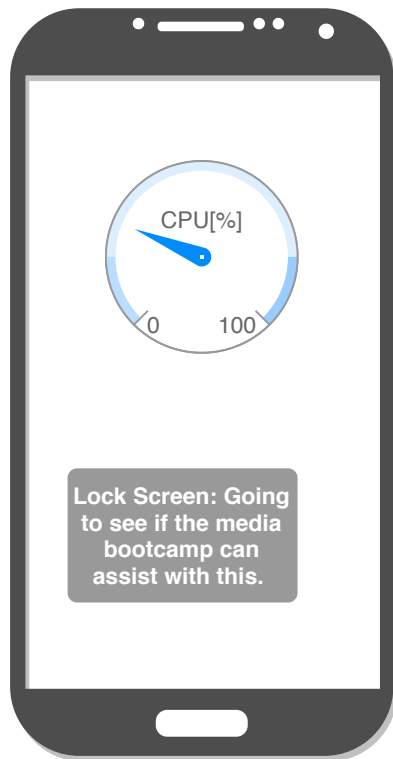 CPU[%]
0
100
Lock Screen: Going
to see if the media
bootcamp can
assist with this.